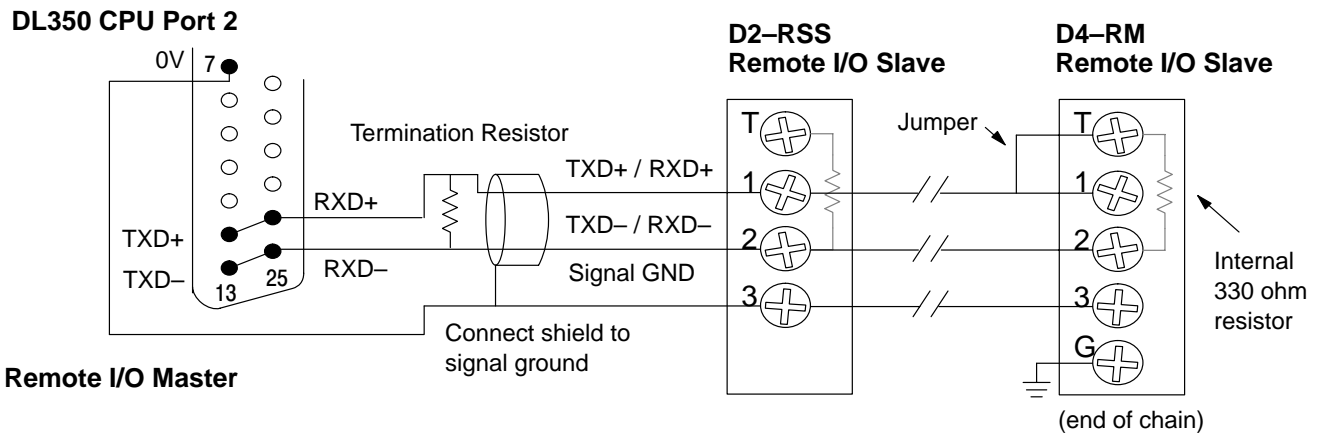 DL350 CPU Port 2
0V
7
TXD+
TXD–
13
25
RXD+
RXD–
Termination Resistor
TXD+ / RXD+
TXD– / RXD–
Signal GND
Connect shield to
signal ground
Remote I/O Master
D2–RSS
Remote I/O Slave
T
1
2
3
Jumper
D4–RM
Remote I/O Slave
T
1
2
3
G
Internal
330 ohm
resistor
(end of chain)